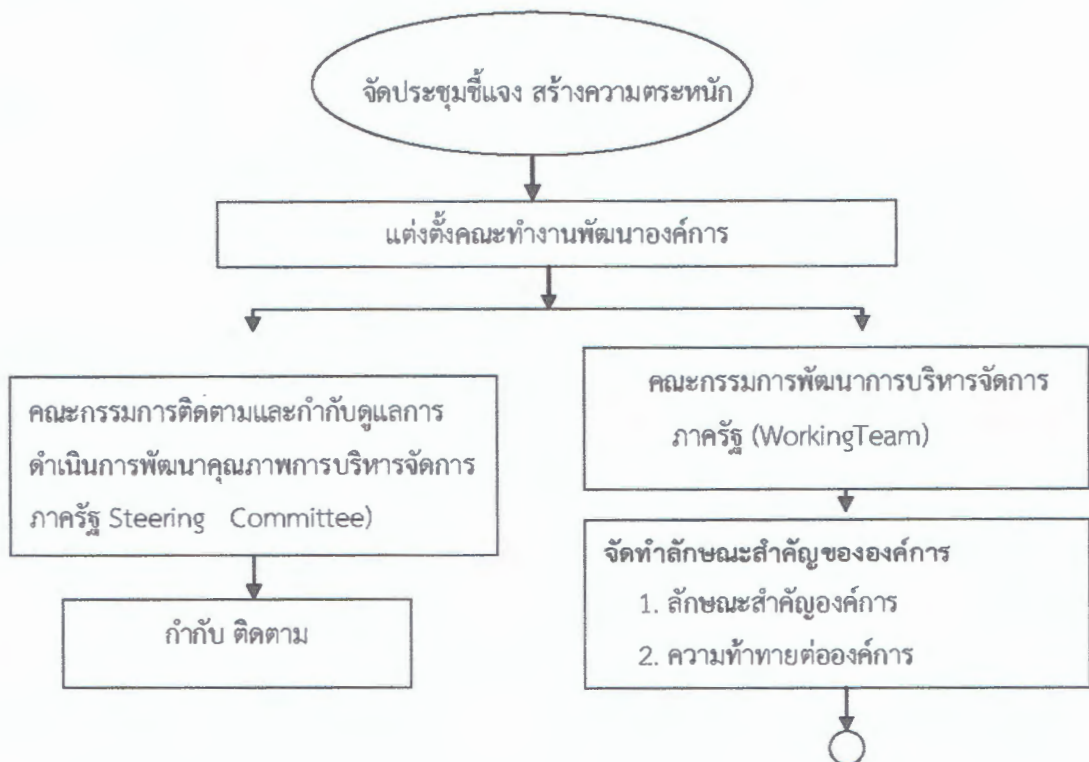 จัดประชุมชี้แจง สร้างความตระหนัก
แต่งตั้งคณะทำงานพัฒนาองค์การ
คณะกรรมการติดตามและกำกับดูแลการ
ดำเนินการพัฒนาคุณภาพการบริหารจัดการ
ภาครัฐ Steering Committee)
กำกับ ติดตาม
คณะกรรมการพัฒนาการบริหารจัดการ
ภาครัฐ (WorkingTeam)
จัดทำลักษณะสำคัญขององค์การ
1. ลักษณะสำคัญองค์การ
2. ความท้าทายต่อองค์การ